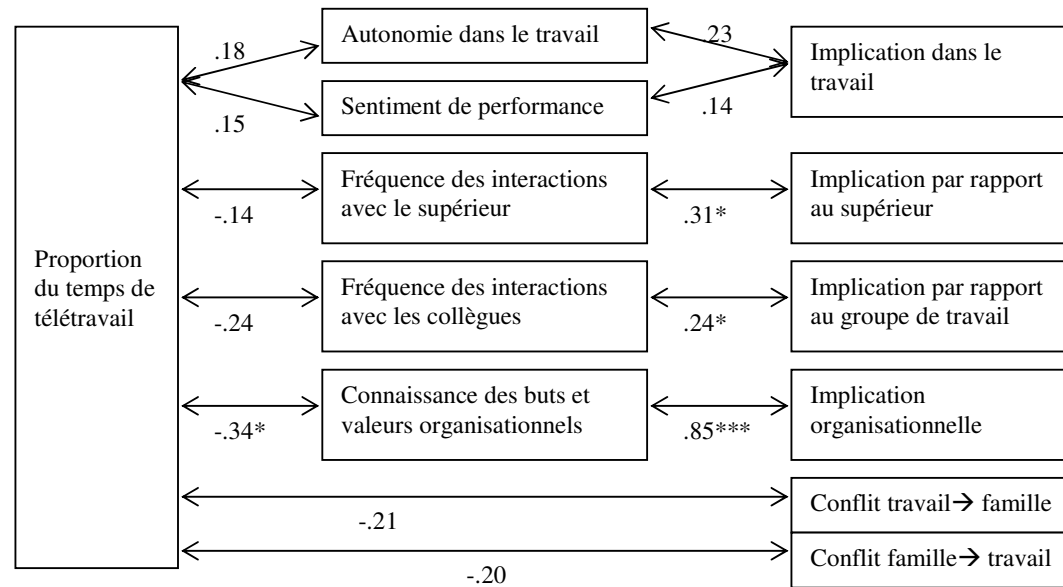 Proportion
du temps de
télétravail
.18
.15
Autonomie dans le travail
Sentiment de performance
.23
.14
Implication dans le
travail
-.14
Fréquence des interactions
avec le supérieur
.31*
Implication par rapport
au supérieur
-.24
Fréquence des interactions
avec les collègues
.24*
Implication par rapport
au groupe de travail
-.34*
Connaissance des buts et
valeurs organisationnels
.85***
Implication
organisationnelle
-.21
Conflit travail→ famille
-.20
Conflit famille→ travail